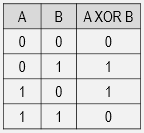 A B A XOR B
0 0 0
0 1 1
1 0 1
1 1 0